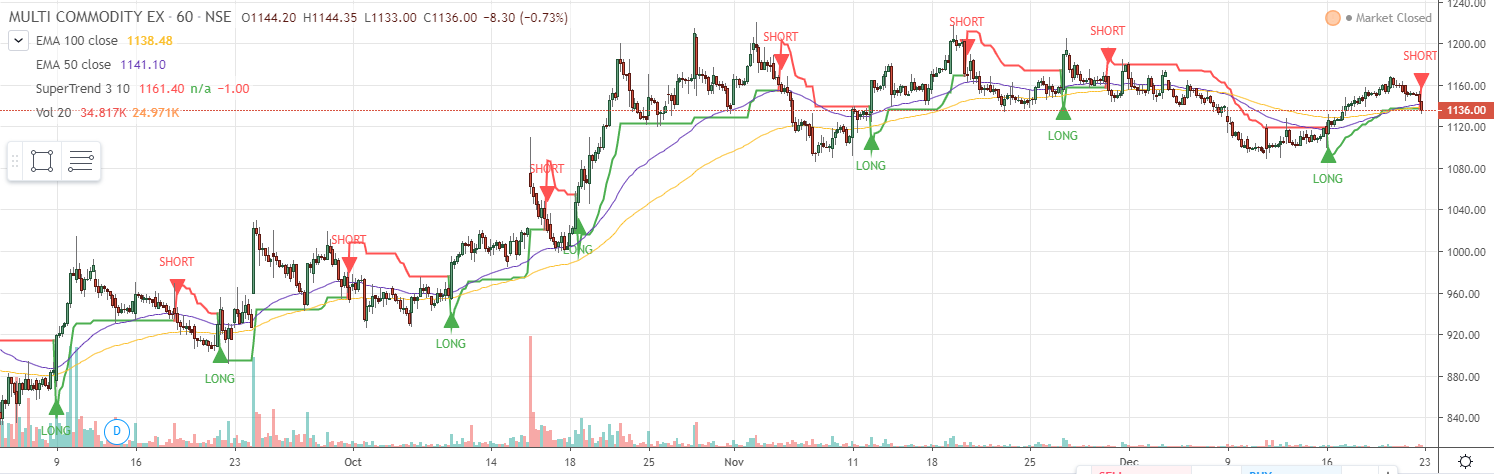 MULTI COMMODITY EX · 60 · NSE O1144.20 H1144.35 L1133.00 C1136.00 −8.30 (−0.73%)
Market Closed
EMA 100 close 1138.48
EMA 50 close 1141.10
SuperTrend 3 10 1161.40 n/a −1.00
Vol 20 34.817K 24.971K
1240.00
1200.00
1160.00
1136.00
1120.00
1080.00
1040.00
1000.00
960.00
920.00
880.00
840.00
LONG
SHORT
LONG
SHORT
LONG
SHORT
LONG
SHORT
LONG
SHORT
LONG
SHORT
LONG
SHORT
D
9 16 23 Oct 14 18 25 Nov 11 18 25 Dec 9 16 23
SELL BUY